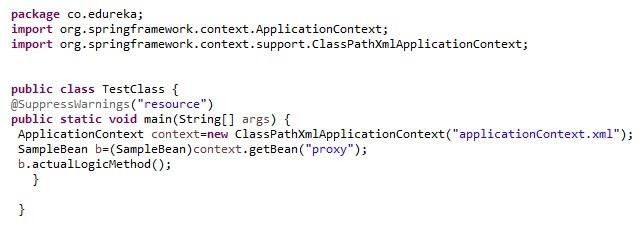 package co.edureka;
import org.springframework.context.ApplicationContext;
import org.springframework.context.support.ClassPathXmlApplicationContext;
public class TestClass {
@SuppressWarnings("resource")
public static void main(String[] args) {
ApplicationContext context=new ClassPathXmlApplicationContext("applicationContext.xml");
SampleBean b=(SampleBean)context.getBean("proxy");
b.actualLogicMethod();
}
}